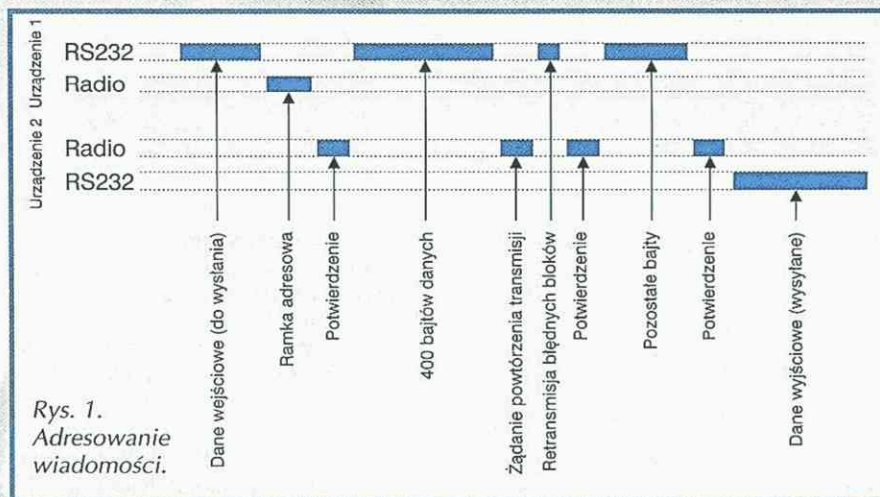 Urządzenie 1
RS232
Radio
Urządzenie 2
Radio
RS232
Dane wejściowe (do wysłania)
Ramka adresowa
Potwierdzenie
400 bajtów danych
Żądanie powtórzenia transmisji
Retransmisja błędnych bloków
Potwierdzenie
Pozostałe bajty
Potwierdzenie
Dane wyjściowe (wysyłane)
Rys. 1.
Adresowanie
wiadomości.